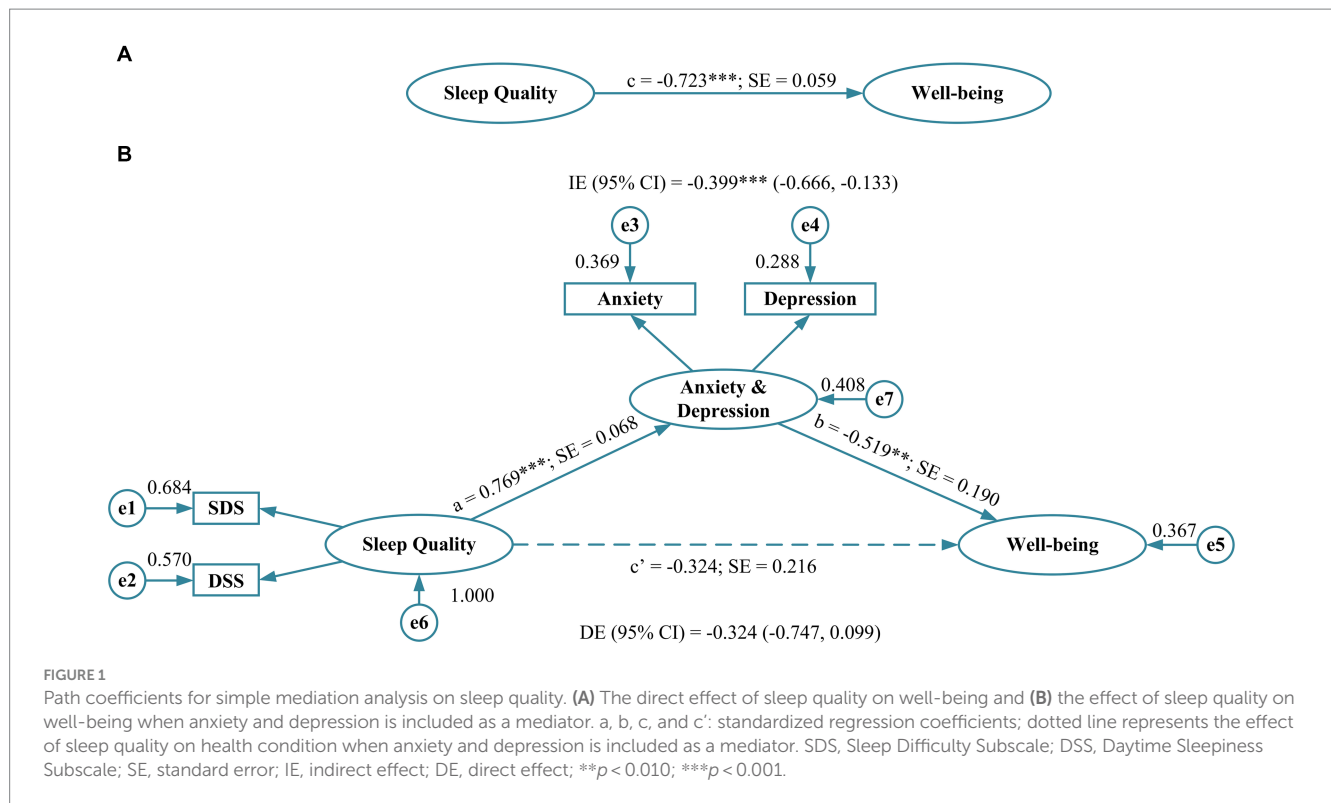 A
c = -0.723***; SE = 0.059
Sleep Quality
Well-being
B
IE (95% CI) = -0.399*** (-0.666, -0.133)
e3
e4
0.369
0.288
Anxiety
Depression
Anxiety &
Depression
0.408
e7
a = 0.769***; SE = 0.068
b = -0.519**; SE = 0.190
0.684
e1
SDS
Sleep Quality
Well-being
0.367
e5
0.570
e2
DSS
c’ = -0.324; SE = 0.216
1.000
e6
DE (95% CI) = -0.324 (-0.747, 0.099)
FIGURE 1
Path coefficients for simple mediation analysis on sleep quality. (A) The direct effect of sleep quality on well-being and (B) the effect of sleep quality on
well-being when anxiety and depression is included as a mediator. a, b, c, and c’: standardized regression coefficients; dotted line represents the effect
of sleep quality on health condition when anxiety and depression is included as a mediator. SDS, Sleep Difficulty Subscale; DSS, Daytime Sleepiness
Subscale; SE, standard error; IE, indirect effect; DE, direct effect; **p < 0.010; ***p < 0.001.